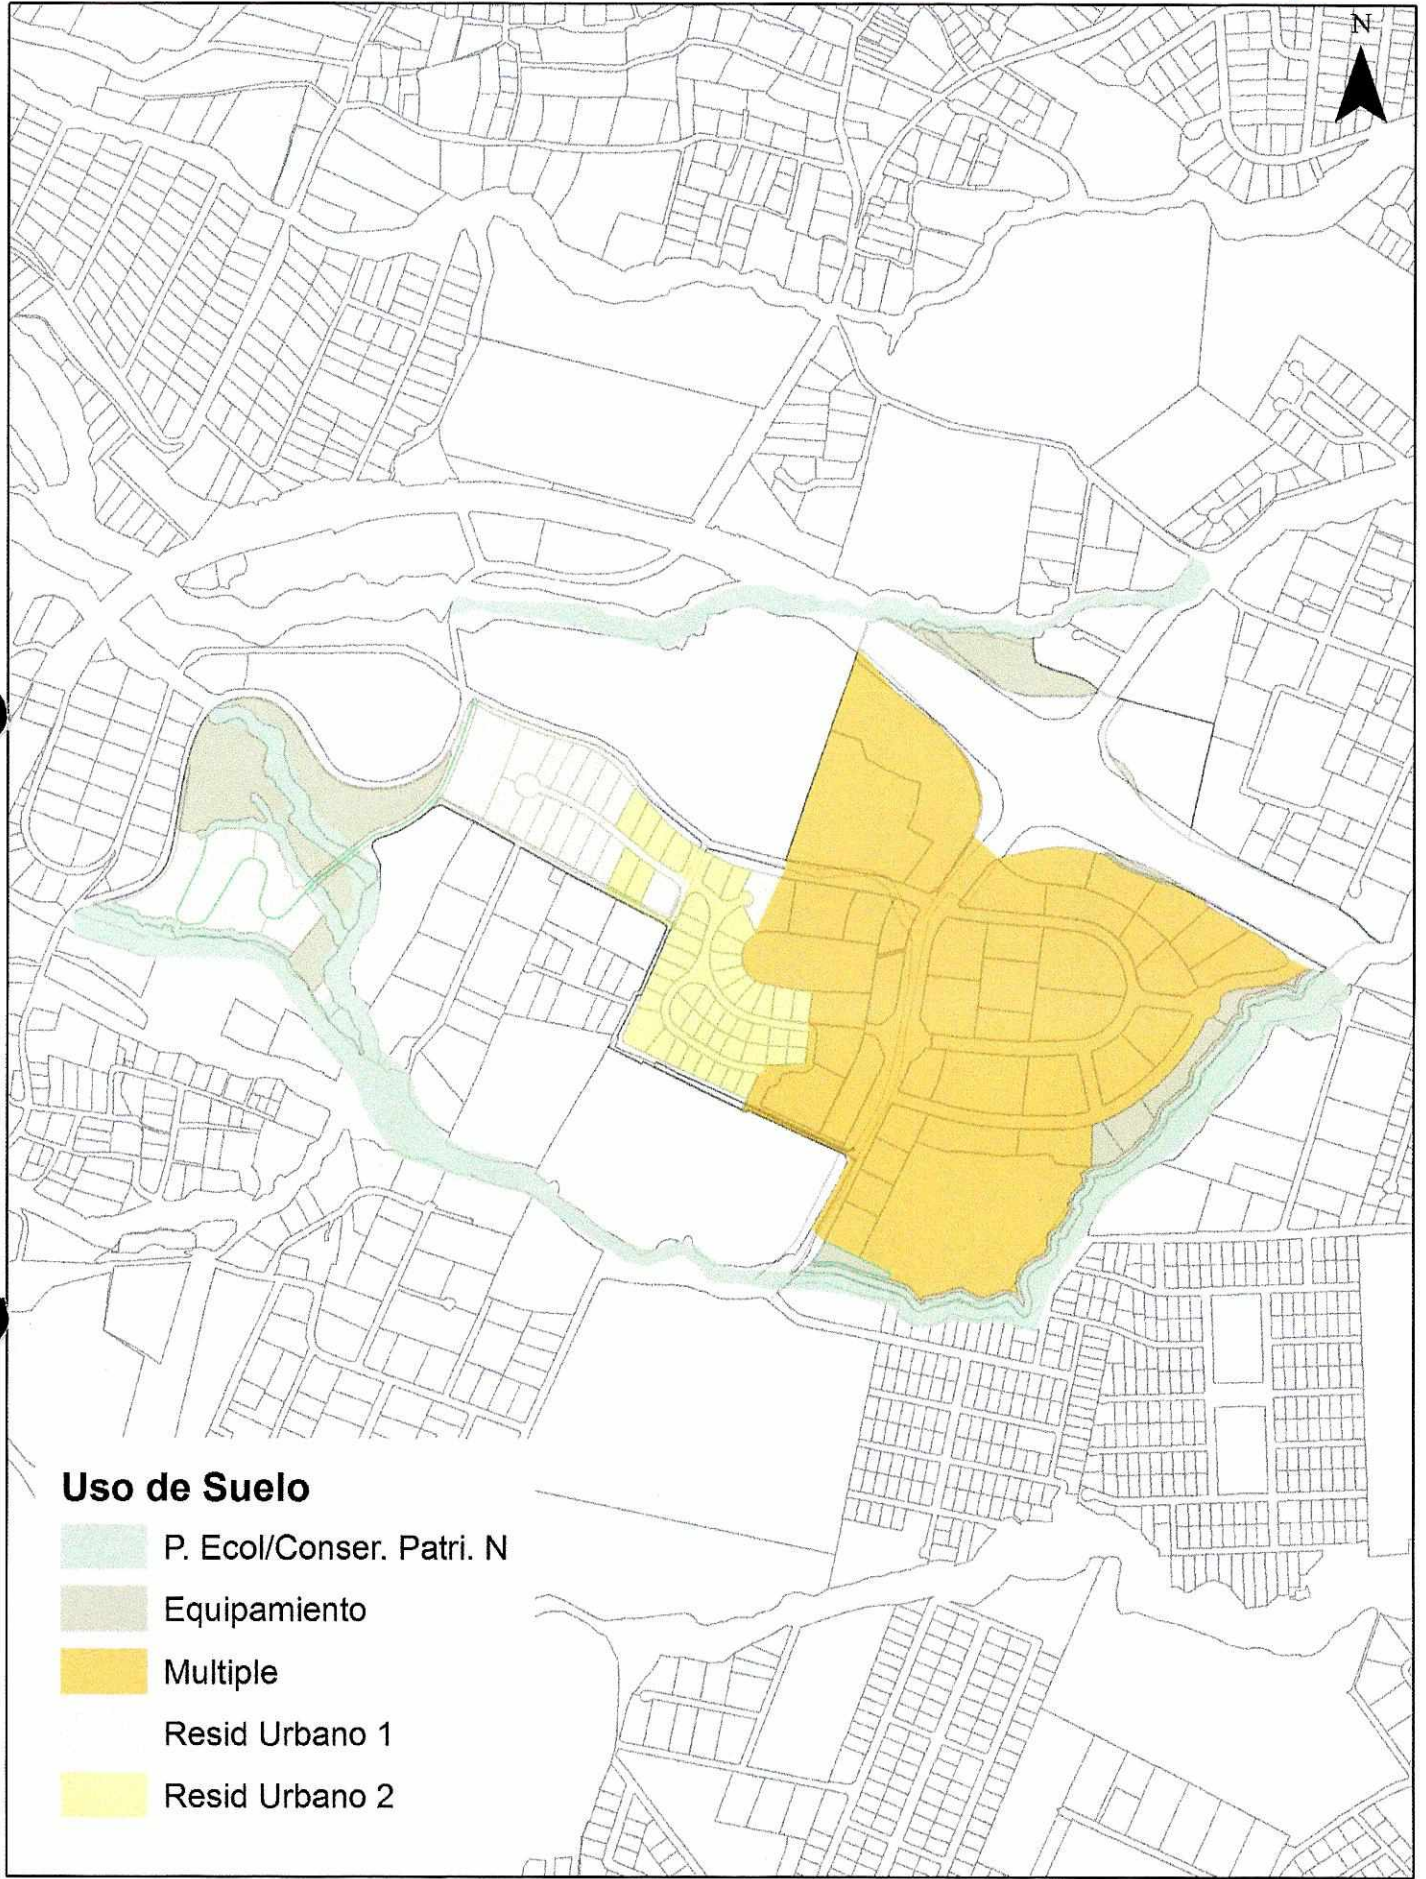 N
Uso de Suelo
P. Ecol/Conser. Patri. N
Equipamiento
Multiple
Resid Urbano 1
Resid Urbano 2